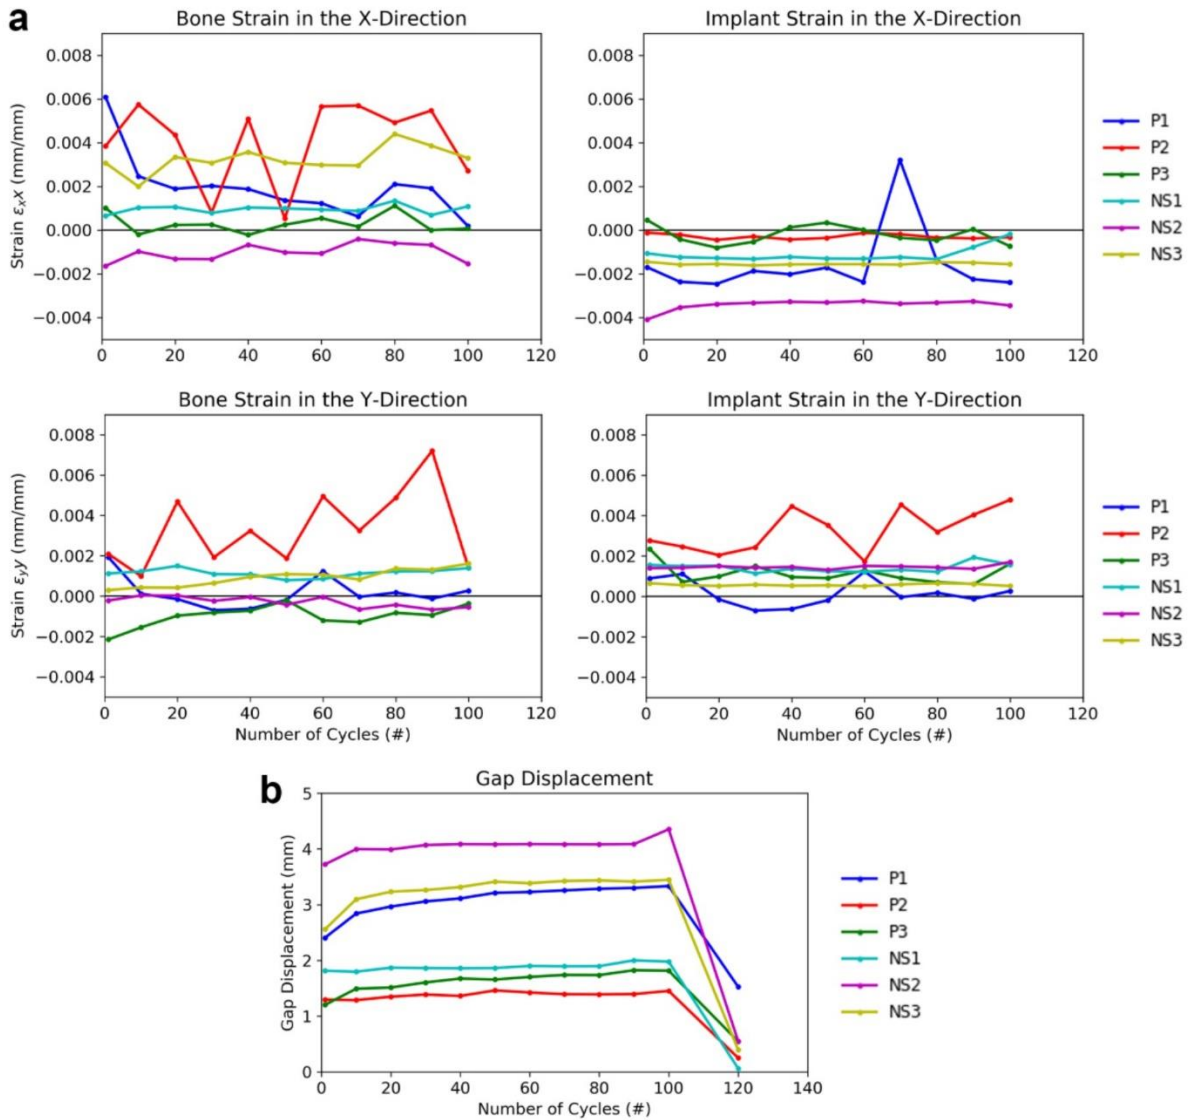 a
Bone Strain in the X-Direction
Implant Strain in the X-Direction
Strain εₓx (mm/mm)
0.008
0.006
0.004
0.002
0.000
−0.002
−0.004
0 20 40 60 80 100 120
0.008
0.006
0.004
0.002
0.000
−0.002
−0.004
0 20 40 60 80 100 120
P1
P2
P3
NS1
NS2
NS3
Bone Strain in the Y-Direction
Implant Strain in the Y-Direction
Strain εᵧy (mm/mm)
0.008
0.006
0.004
0.002
0.000
−0.002
−0.004
0 20 40 60 80 100 120
Number of Cycles (#)
0.008
0.006
0.004
0.002
0.000
−0.002
−0.004
0 20 40 60 80 100 120
Number of Cycles (#)
P1
P2
P3
NS1
NS2
NS3
b
Gap Displacement
Gap Displacement (mm)
5
4
3
2
1
0
0 20 40 60 80 100 120 140
Number of Cycles (#)
P1
P2
P3
NS1
NS2
NS3